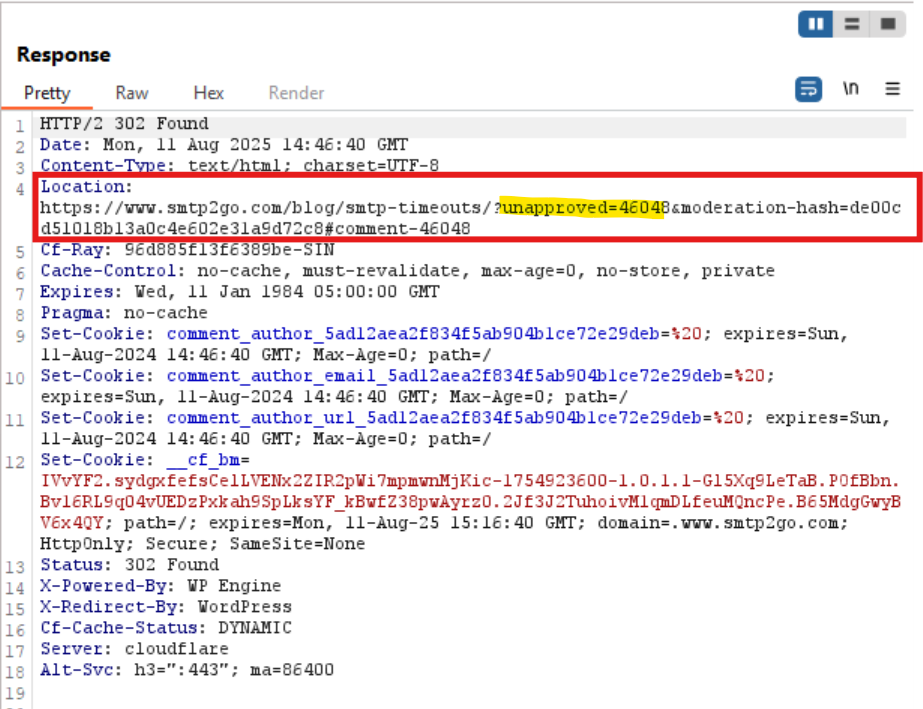 Response
Pretty Raw Hex Render \n
1 HTTP/2 302 Found
2 Date: Mon, 11 Aug 2025 14:46:40 GMT
3 Content-Type: text/html; charset=UTF-8
4 Location:
https://www.smtp2go.com/blog/smtp-timeouts/?unapproved=46048&moderation-hash=de00c
d51018b13a0c4e602e31a9d72c8#comment-46048
5 Cf-Ray: 96d885f13f6389be-SIN
6 Cache-Control: no-cache, must-revalidate, max-age=0, no-store, private
7 Expires: Wed, 11 Jan 1984 05:00:00 GMT
8 Pragma: no-cache
9 Set-Cookie: comment_author_5ad12aea2f834f5ab904b1ce72e29deb=%20; expires=Sun,
11-Aug-2024 14:46:40 GMT; Max-Age=0; path=/
10 Set-Cookie: comment_author_email_5ad12aea2f834f5ab904b1ce72e29deb=%20;
expires=Sun, 11-Aug-2024 14:46:40 GMT; Max-Age=0; path=/
11 Set-Cookie: comment_author_url_5ad12aea2f834f5ab904b1ce72e29deb=%20; expires=Sun,
11-Aug-2024 14:46:40 GMT; Max-Age=0; path=/
12 Set-Cookie: __cf_bm=
IVvYF2.sydgxfefsCelLVENx2ZIR2pWi7mpmwnMjKic-1754923600-1.0.1.1-G15Xq9LeTaB.P0fBbn.
Bv16RL9q04vUEDzPxkah9SpLksYF_kBwfZ38pwAyrz0.2Jf3J2TuhoivMlqmDLfeuMQncPe.B65MdgGwyB
V6x4QY; path=/; expires=Mon, 11-Aug-25 15:16:40 GMT; domain=.www.smtp2go.com;
HttpOnly; Secure; SameSite=None
13 Status: 302 Found
14 X-Powered-By: WP Engine
15 X-Redirect-By: WordPress
16 Cf-Cache-Status: DYNAMIC
17 Server: cloudflare
18 Alt-Svc: h3=":443"; ma=86400
19